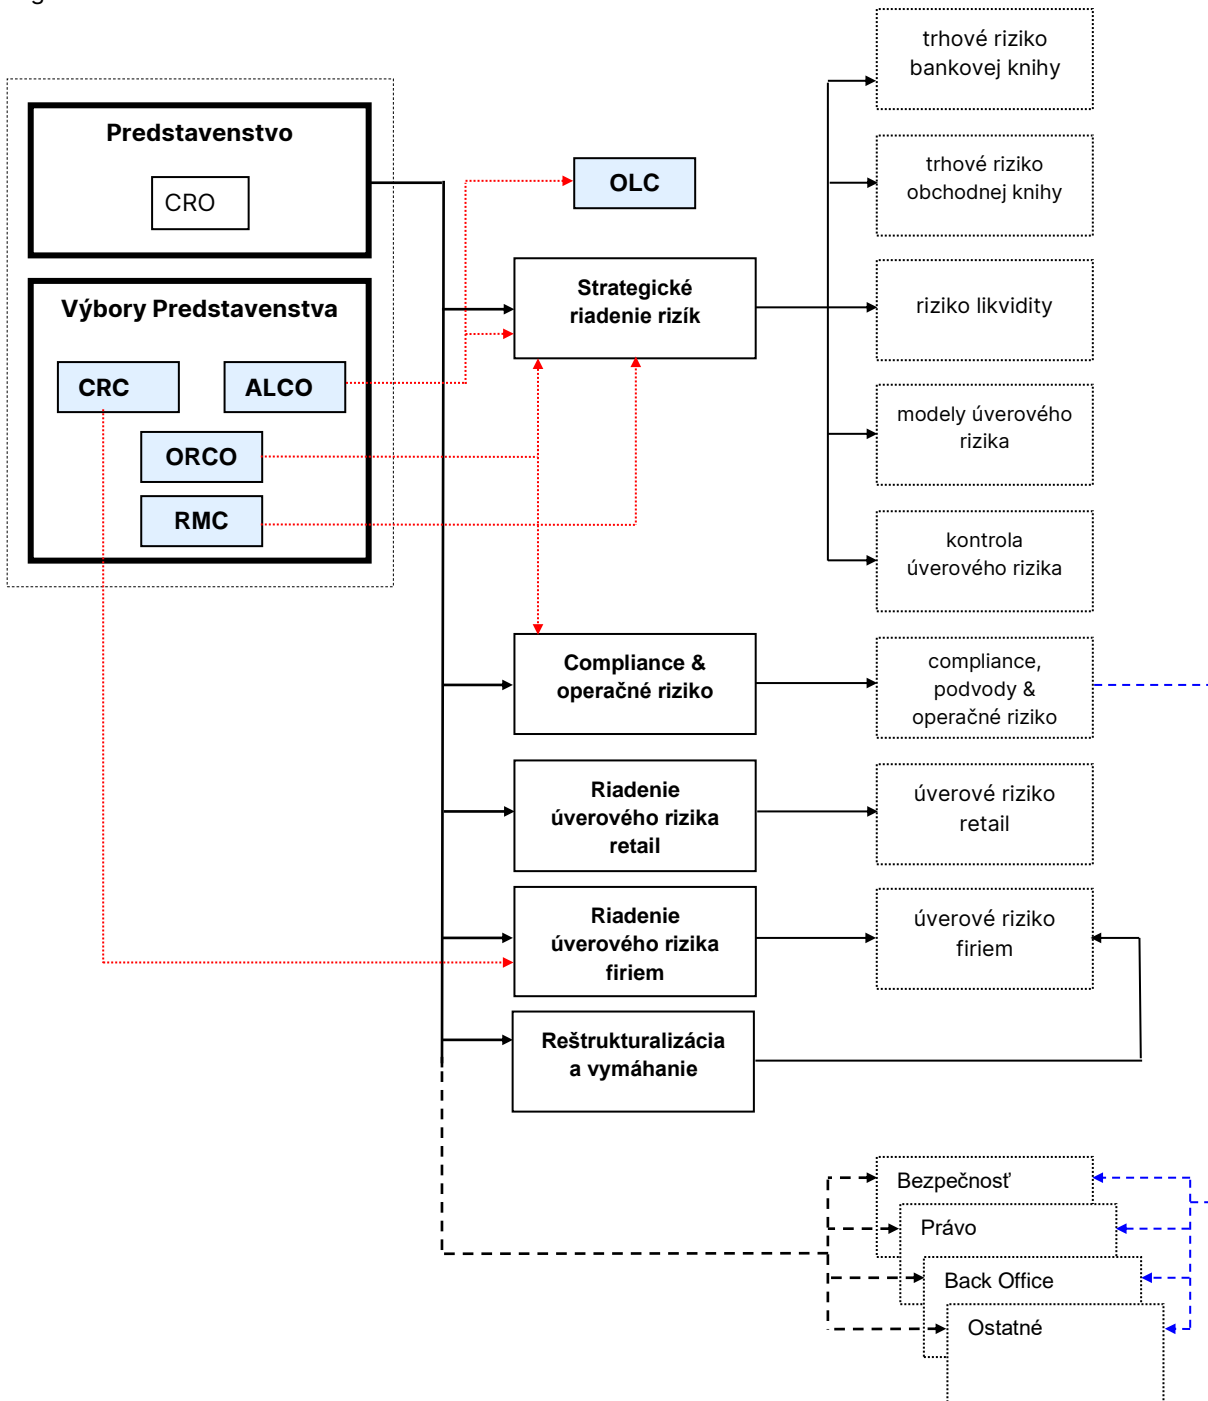 Predstavenstvo
CRO
Výbory Predstavenstva
CRC
ALCO
ORCO
RMC
OLC
Strategické
riadenie rizík
Compliance &
operačné riziko
Riadenie
úverového rizika
retail
Riadenie
úverového rizika
firiem
Reštrukturalizácia
a vymáhanie
trhové riziko
bankovej knihy
trhové riziko
obchodnej knihy
riziko likvidity
modely úverového
rizika
kontrola
úverového rizika
compliance,
podvody &
operačné riziko
úverové riziko
retail
úverové riziko
firiem
Bezpečnosť
Právo
Back Office
Ostatné